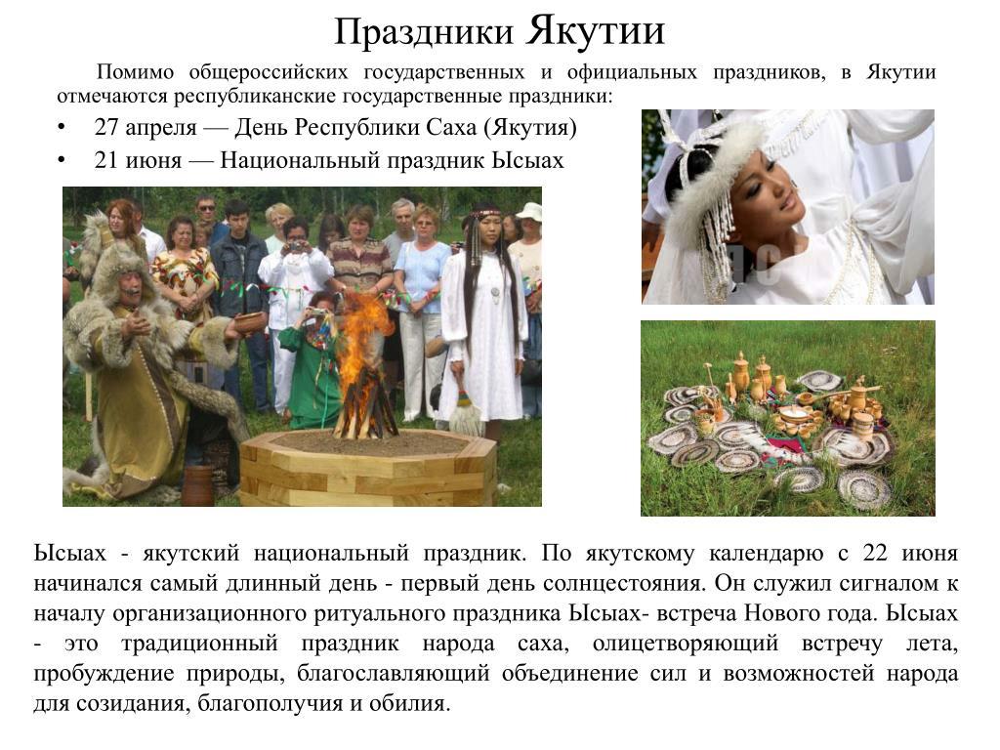 Праздники Якутии
Помимо общероссийских государственных и официальных праздников, в Якутии
отмечаются республиканские государственные праздники:
• 27 апреля — День Республики Саха (Якутия)
• 21 июня — Национальный праздник Ысыах
Ысыах - якутский национальный праздник. По якутскому календарю с 22 июня
начинался самый длинный день - первый день солнцестояния. Он служил сигналом к
началу организационного ритуального праздника Ысыах- встреча Нового года. Ысыах
- это традиционный праздник народа саха, олицетворяющий встречу лета,
пробуждение природы, благославляющий объединение сил и возможностей народа
для созидания, благополучия и обилия.